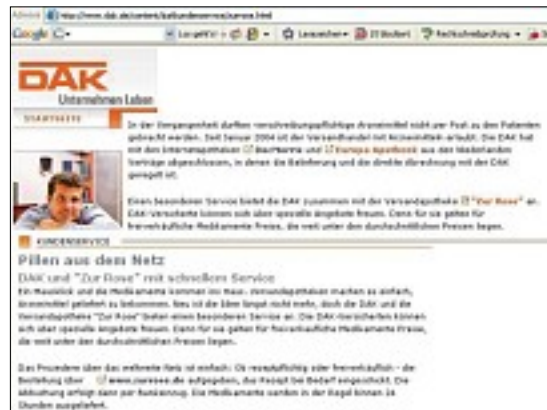 http://www.dak.de/content/
Google
DAK
Unternehmen Leben
STARTSEITE
In der Vergangenheit durften verschreibungspflichtige Arzneimittel nicht per Post zu den Patienten
gebracht werden. Seit Januar 2004 ist der Versandhandel mit Arzneimitteln erlaubt. Die DAK hat
mit den Internetapotheken DocMorris und Europa Apotheek aus den Niederlanden
Verträge abgeschlossen, in denen die Belieferung und die direkte Abrechnung mit der DAK
geregelt ist.
Einen besonderen Service bietet die DAK zusammen mit der Versandapotheke "Zur Rose" an.
DAK-Versicherte können sich über spezielle Angebote freuen. Denn für sie gelten für
freiverkäufliche Medikamente Preise, die weit unter den durchschnittlichen Preisen liegen.
KUNDENSERVICE
Pillen aus dem Netz
DAK und "Zur Rose" mit schnellem Service
Ein Mausklick und die Medikamente kommen ins Haus. Versandapotheken machen es einfach,
Arzneimittel geliefert zu bekommen. Neu ist die Idee längst nicht mehr, doch die DAK und die
Versandapotheke "Zur Rose" bieten einen besonderen Service an. Die DAK-Versicherten können
sich über spezielle Angebote freuen. Denn für sie gelten für freiverkäufliche Medikamente Preise,
die weit unter den durchschnittlichen Preisen liegen.
Das Procedere über das weltweite Netz ist einfach: Ob rezeptpflichtig oder freiverkäuflich - die
Bestellung über www.zurrose.de aufgegeben, das Rezept bei Bedarf eingeschickt. Die
Abbuchung erfolgt dann per Bankeinzug. Die Medikamente werden in der Regel binnen
Stunden ausgeliefert.